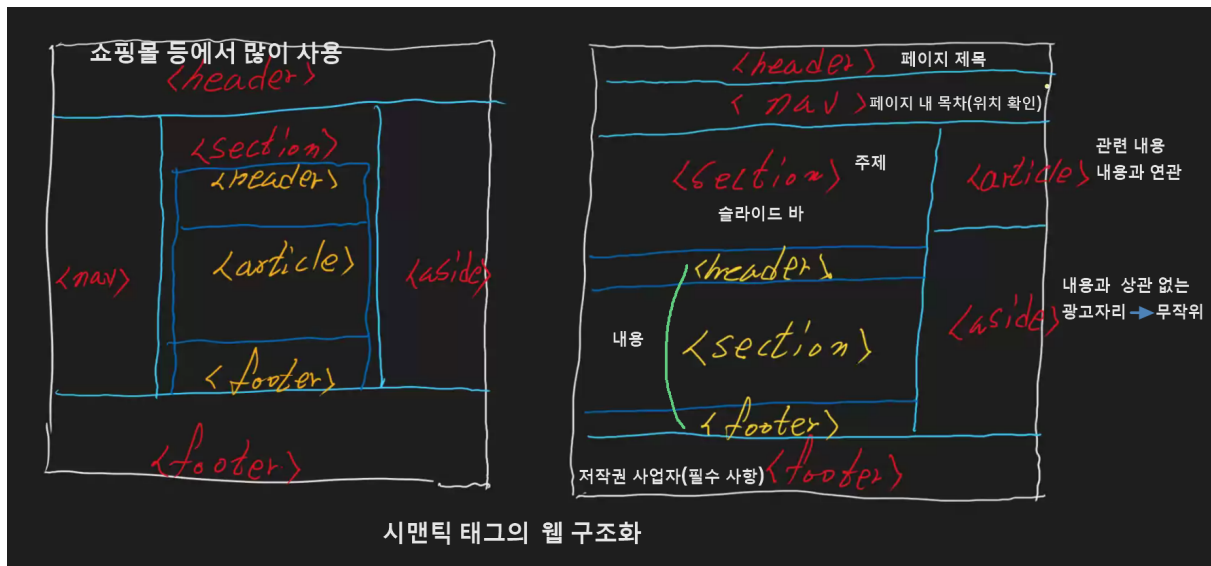 쇼핑몰 등에서 많이 사용
<header>
<section>
<header>
<article>
<nav>
<aside>
<footer>
<footer>
<header> 페이지 제목
<nav> 페이지 내 목차(위치 확인)
<section> 주제
슬라이드 바
<article> 관련 내용
내용과 연관
<header>
내용
<section>
<footer>
<aside> 내용과 상관 없는
광고자리 무작위
저작권 사업자(필수 사항) <footer>
시맨틱 태그의 웹 구조화